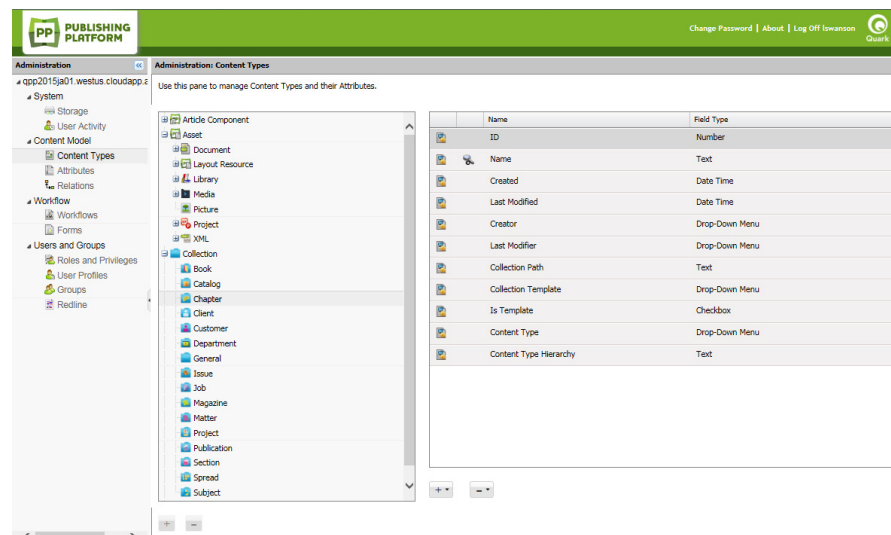 PP PUBLISHING
PLATFORM
Change Password | About | Log Off lswanson
Quark
Administration
qpp2015ja01.westus.cloudapp.a
System
Storage
User Activity
Content Model
Content Types
Attributes
Relations
Workflow
Workflows
Forms
Users and Groups
Roles and Privileges
User Profiles
Groups
Redline
Administration: Content Types
Use this pane to manage Content Types and their Attributes.
Article Component
Asset
Document
Layout Resource
Library
Media
Picture
Project
XML
Collection
Book
Catalog
Chapter
Client
Customer
Department
General
Issue
Job
Magazine
Matter
Project
Publication
Section
Spread
Subject
Name Field Type
ID Number
Name Text
Created Date Time
Last Modified Date Time
Creator Drop-Down Menu
Last Modifier Drop-Down Menu
Collection Path Text
Collection Template Drop-Down Menu
Is Template Checkbox
Content Type Drop-Down Menu
Content Type Hierarchy Text